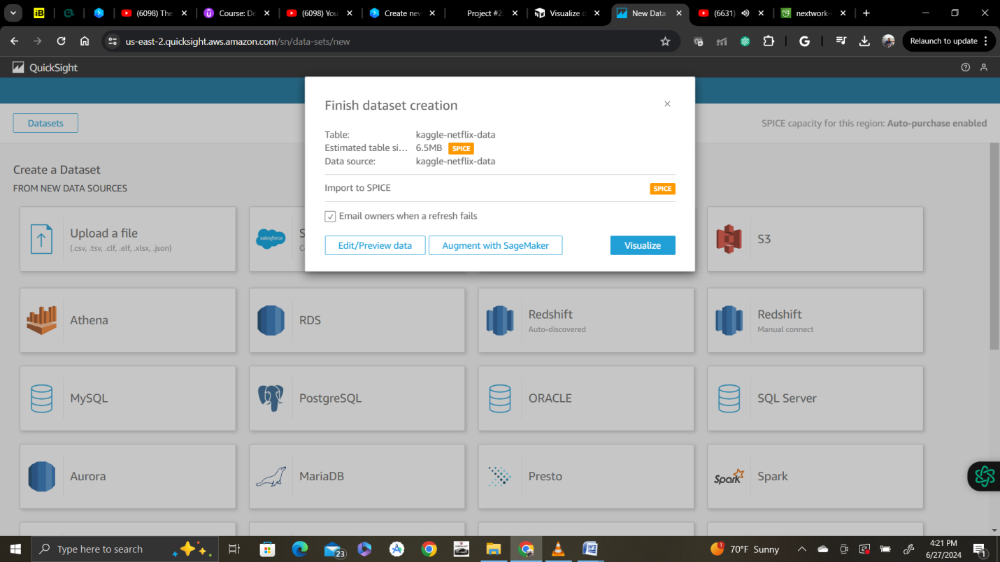 iB
(6098) The
Course: De
(6098) You
Create new
Project #2:
Visualize d
New Data
(6631)
nextwork-
us-east-2.quicksight.aws.amazon.com/sn/data-sets/new
G
Relaunch to update
QuickSight
Datasets
SPICE capacity for this region: Auto-purchase enabled
Finish dataset creation
Table: kaggle-netflix-data
Estimated table si... 6.5MB SPICE
Data source: kaggle-netflix-data
Import to SPICE SPICE
Email owners when a refresh fails
Edit/Preview data
Augment with SageMaker
Visualize
Create a Dataset
FROM NEW DATA SOURCES
Upload a file
(.csv, .tsv, .clf, .elf, .xlsx, .json)
salesforce
S3
Athena
RDS
Redshift
Auto-discovered
Redshift
Manual connect
MySQL
PostgreSQL
ORACLE
SQL Server
Aurora
MariaDB
Presto
Spark
Spark
Type here to search
23
1
70°F Sunny
4:21 PM
6/27/2024
1